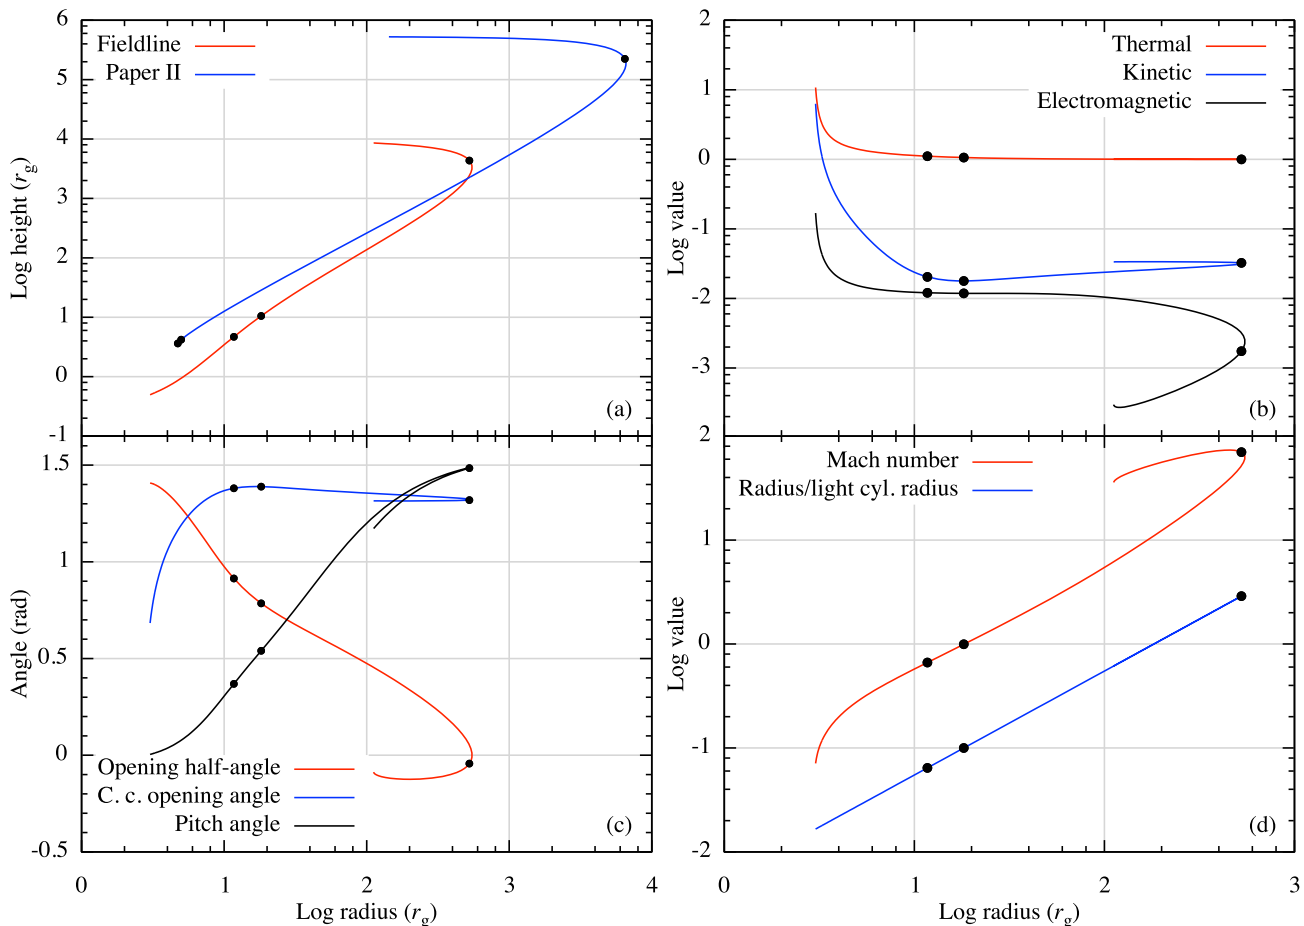 6
5
4
3
2
1
0
-1
Log height (rg)
Fieldline
Paper II
(a)
2
1
0
-1
-2
-3
2
Log value
Thermal
Kinetic
Electromagnetic
(b)
1.5
1
0.5
0
-0.5
Angle (rad)
Opening half-angle
C. c. opening angle
Pitch angle
(c)
0 1 2 3 4
Log radius (rg)
1
0
-1
-2
Log value
Mach number
Radius/light cyl. radius
(d)
0 1 2 3
Log radius (rg)